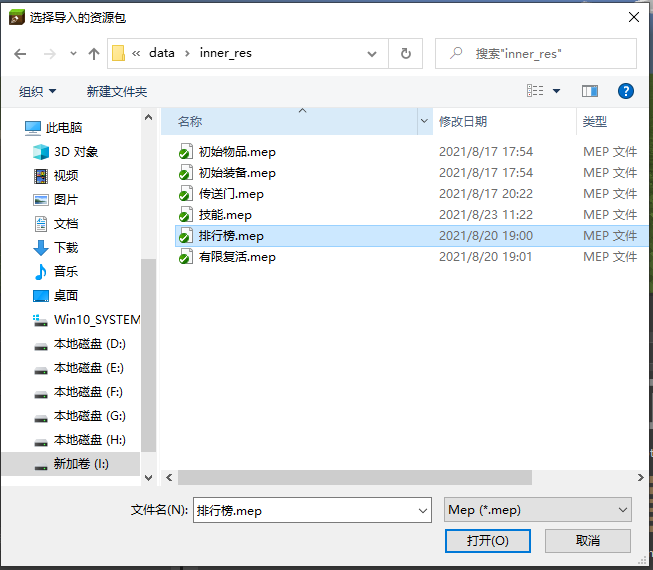 选择导入的资源包
data
inner_res
搜索"inner_res"
组织
新建文件夹
名称
修改日期
类型
此电脑
3D 对象
视频
图片
文档
下载
音乐
桌面
Win10_SYSTEM
本地磁盘 (D:)
本地磁盘 (E:)
本地磁盘 (F:)
本地磁盘 (G:)
本地磁盘 (H:)
新加卷 (I:)
初始物品.mep 2021/8/17 17:54 MEP 文件
初始装备.mep 2021/8/17 17:54 MEP 文件
传送门.mep 2021/8/17 20:22 MEP 文件
技能.mep 2021/8/23 11:22 MEP 文件
排行榜.mep 2021/8/20 19:00 MEP 文件
有限复活.mep 2021/8/20 19:01 MEP 文件
文件名(N):
排行榜.mep
Mep (*.mep)
打开(O)
取消